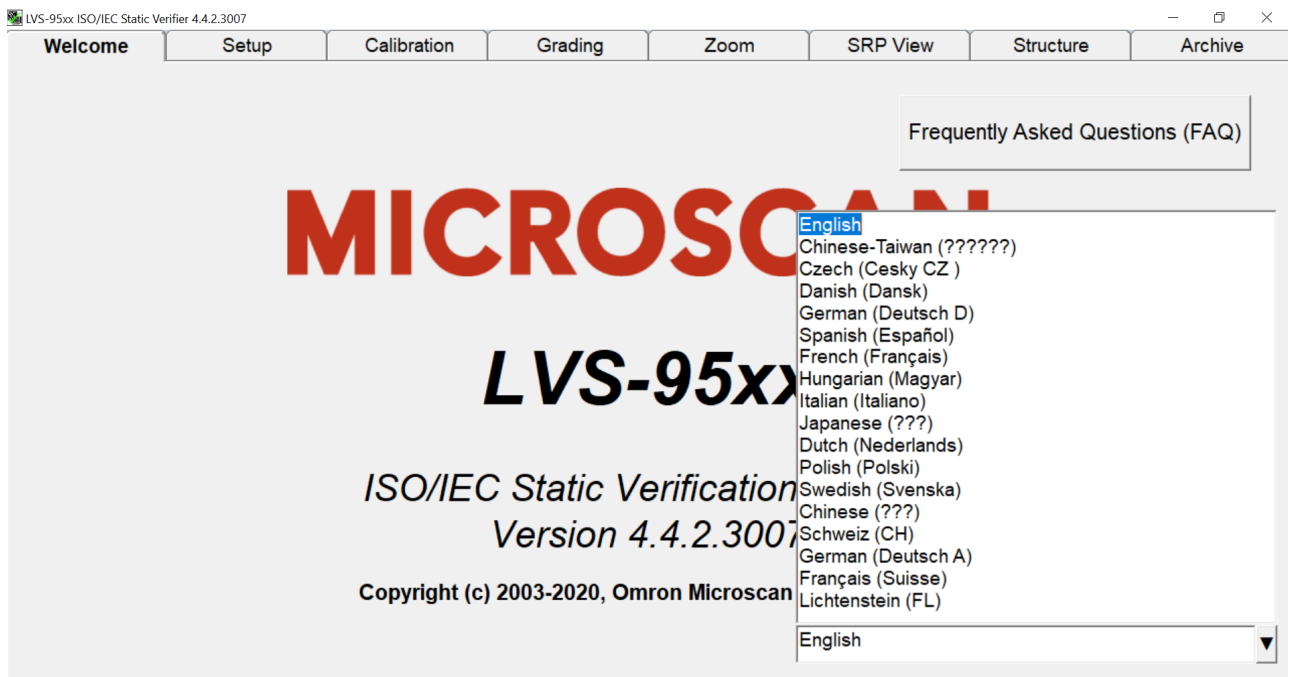 LVS-95xx ISO/IEC Static Verifier 4.4.2.3007
Welcome Setup Calibration Grading Zoom SRP View Structure Archive
Frequently Asked Questions (FAQ)
MICROSCAN
LVS-95xx
ISO/IEC Static Verification
Version 4.4.2.3007
Copyright (c) 2003-2020, Omron Microscan
English
Chinese-Taiwan (??????)
Czech (Cesky CZ )
Danish (Dansk)
German (Deutsch D)
Spanish (Español)
French (Français)
Hungarian (Magyar)
Italian (Italiano)
Japanese (???)
Dutch (Nederlands)
Polish (Polski)
Swedish (Svenska)
Chinese (???)
Schweiz (CH)
German (Deutsch A)
Français (Suisse)
Lichtenstein (FL)
English